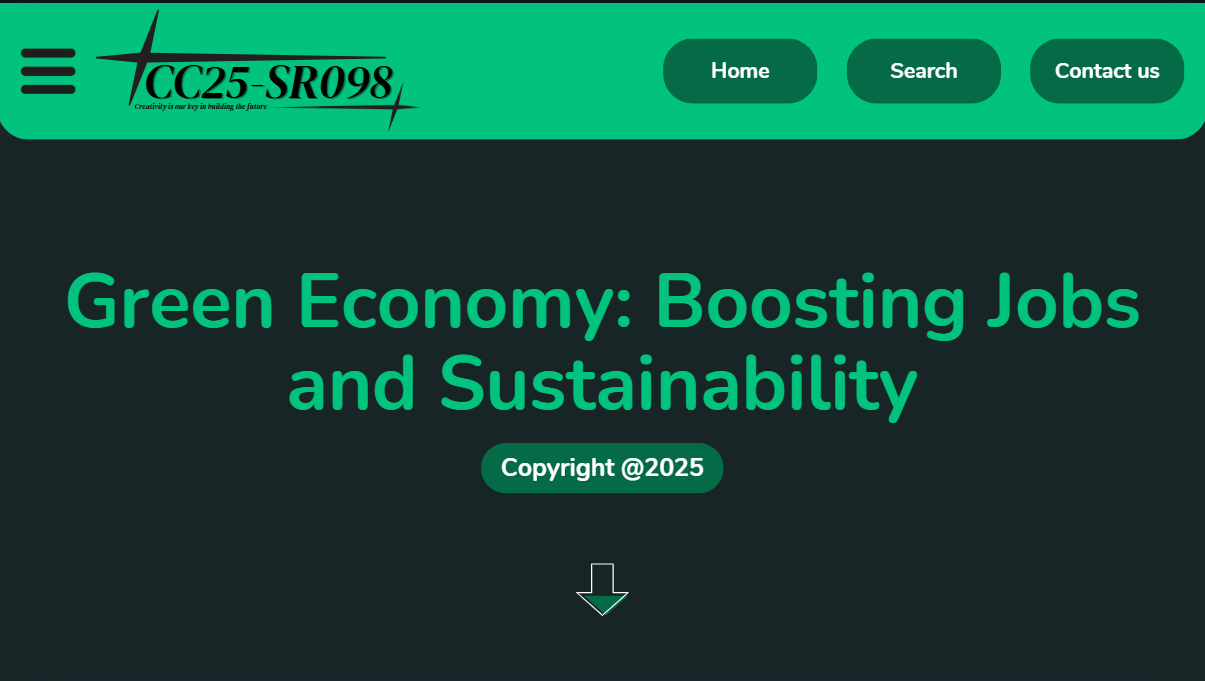 CC25-SR098
Creativity is our key in building the future
Home
Search
Contact us
Green Economy: Boosting Jobs
and Sustainability
Copyright @2025